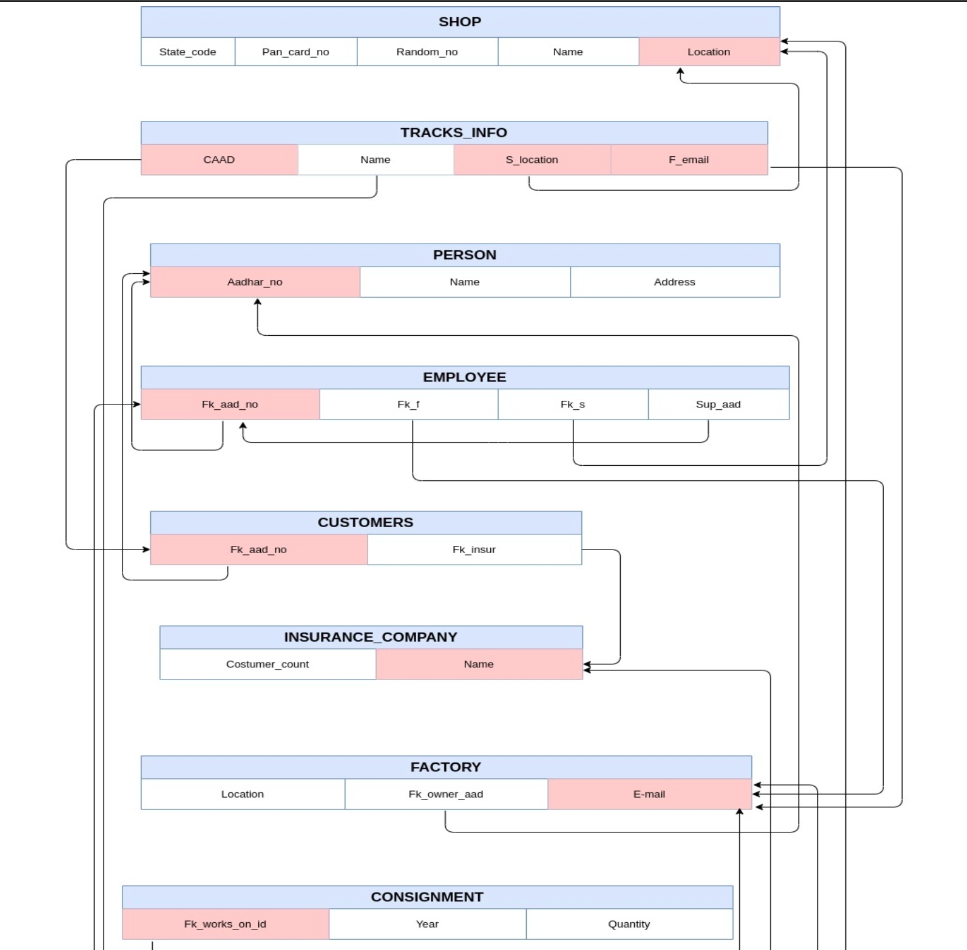 SHOP
State_code Pan_card_no Random_no Name Location
TRACKS_INFO
CAAD Name S_location F_email
PERSON
Aadhar_no Name Address
EMPLOYEE
Fk_aad_no Fk_f Fk_s Sup_aad
CUSTOMERS
Fk_aad_no Fk_insur
INSURANCE_COMPANY
Costumer_count Name
FACTORY
Location Fk_owner_aad E-mail
CONSIGNMENT
Fk_works_on_id Year Quantity